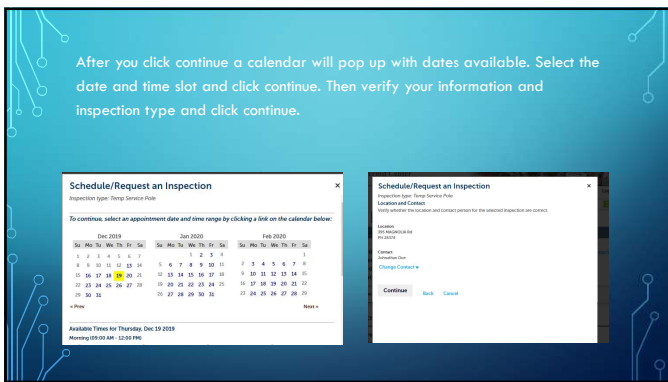 After you click continue a calendar will pop up with dates available. Select the
date and time slot and click continue. Then verify your information and
inspection type and click continue.
Schedule/Request an Inspection ×
Inspection type: Temp Service Pole
To continue, select an appointment date and time range by clicking a link on the calendar below:
Dec 2019 Jan 2020 Feb 2020
Su Mo Tu We Th Fr Sa Su Mo Tu We Th Fr Sa Su Mo Tu We Th Fr Sa
1 2 3 4 5 6 7 1 2 3 4 1
8 9 10 11 12 13 14 5 6 7 8 9 10 11 2 3 4 5 6 7 8
15 16 17 18 19 20 21 12 13 14 15 16 17 18 9 10 11 12 13 14 15
22 23 24 25 26 27 28 19 20 21 22 23 24 25 16 17 18 19 20 21 22
29 30 31 26 27 28 29 30 31 23 24 25 26 27 28 29
« Prev Next »
Available Times for Thursday, Dec 19 2019
Morning (09:00 AM - 12:00 PM)
Schedule/Request an Inspection ×
Inspection type: Temp Service Pole
Location and Contact
Verify whether the location and contact person for the selected inspection are correct.
Location
395 MAGNOLIA Rd
PH 28374
Contact
Change Contact
Continue Back Cancel